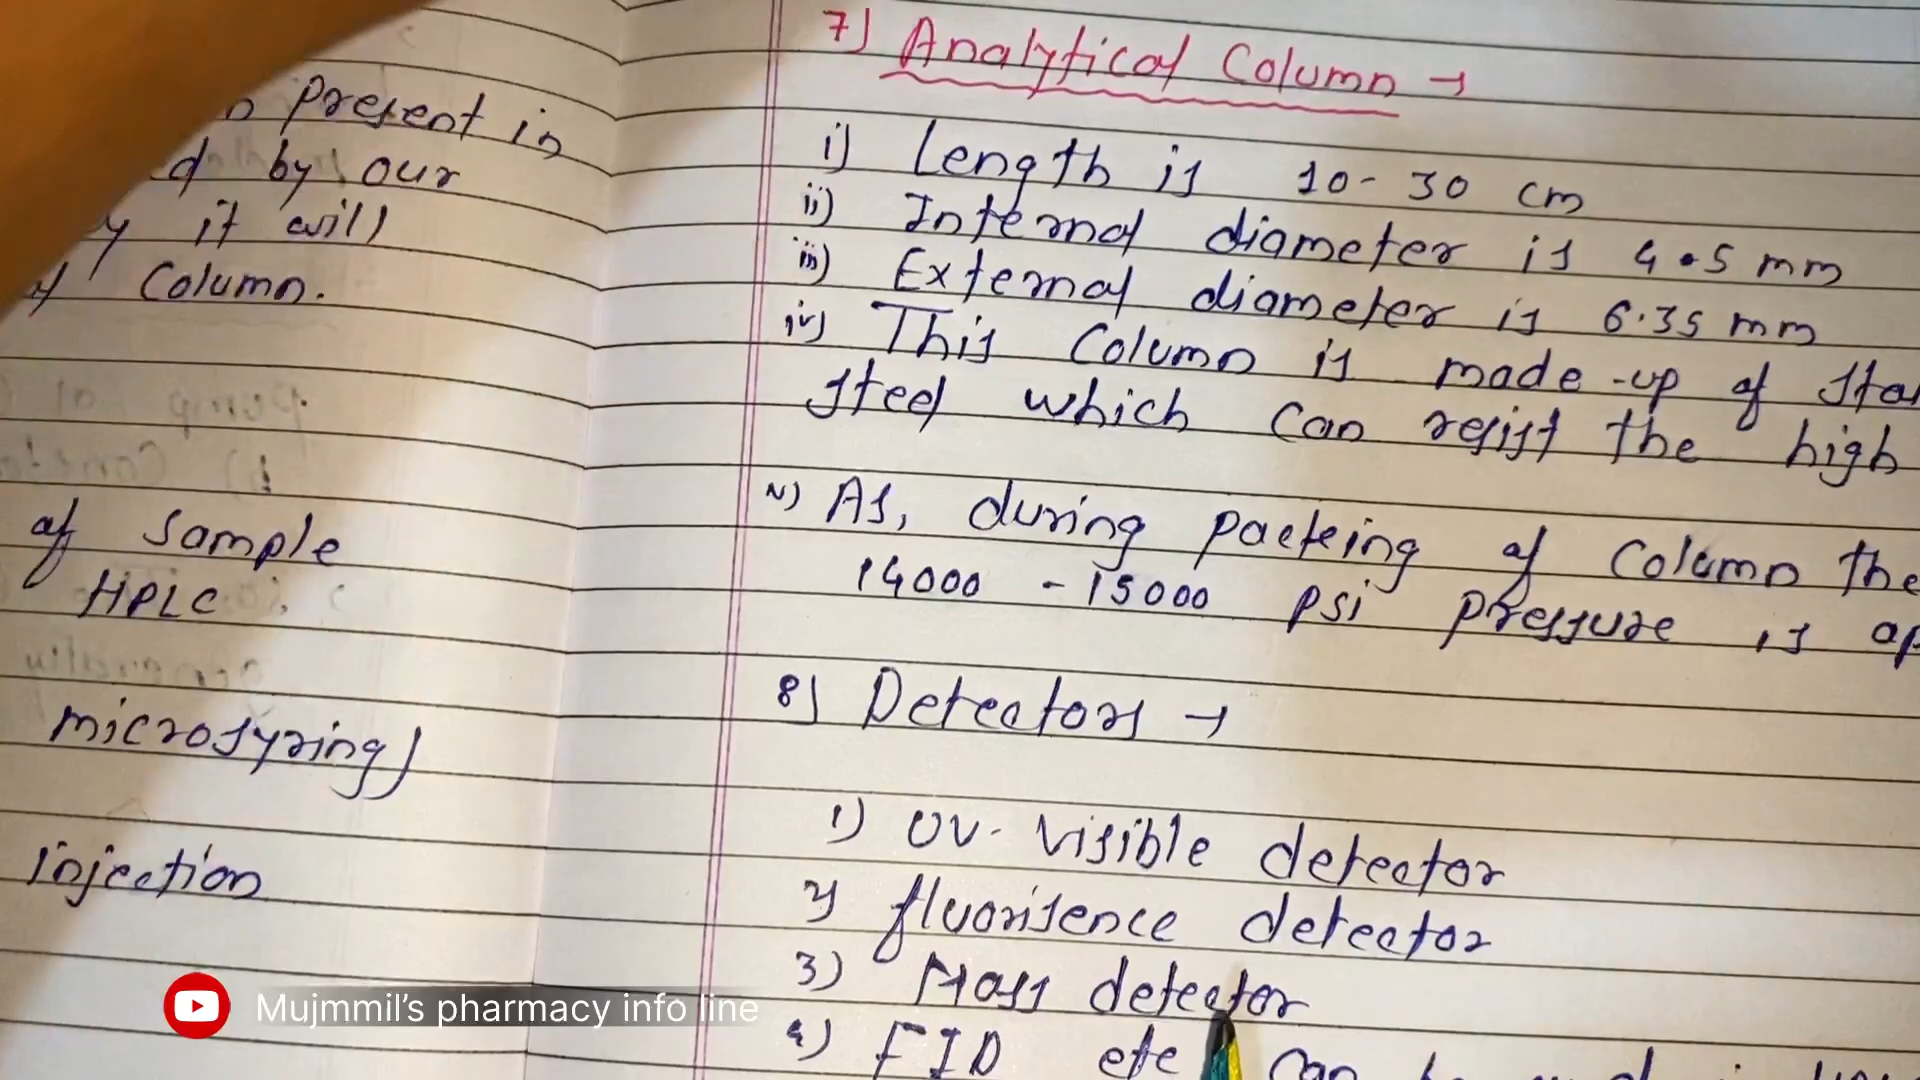 present in
by our
it will
Column.
of sample
HPLC.
microsyring)
injection
7) Analytical Column →
i) Length is 10-30 cm
ii) Internal diameter is 4.5 mm
iii) External diameter is 6.35 mm
iv) This Column is made-up of
steel which can resist the high
v) As, during packing of Column the
14000 - 15000 psi pressure is
8) Detectors →
1) UV-visible detector
2) fluorisence detector
3) Mass detector
4) FID etc can
Mujmmil's pharmacy info line